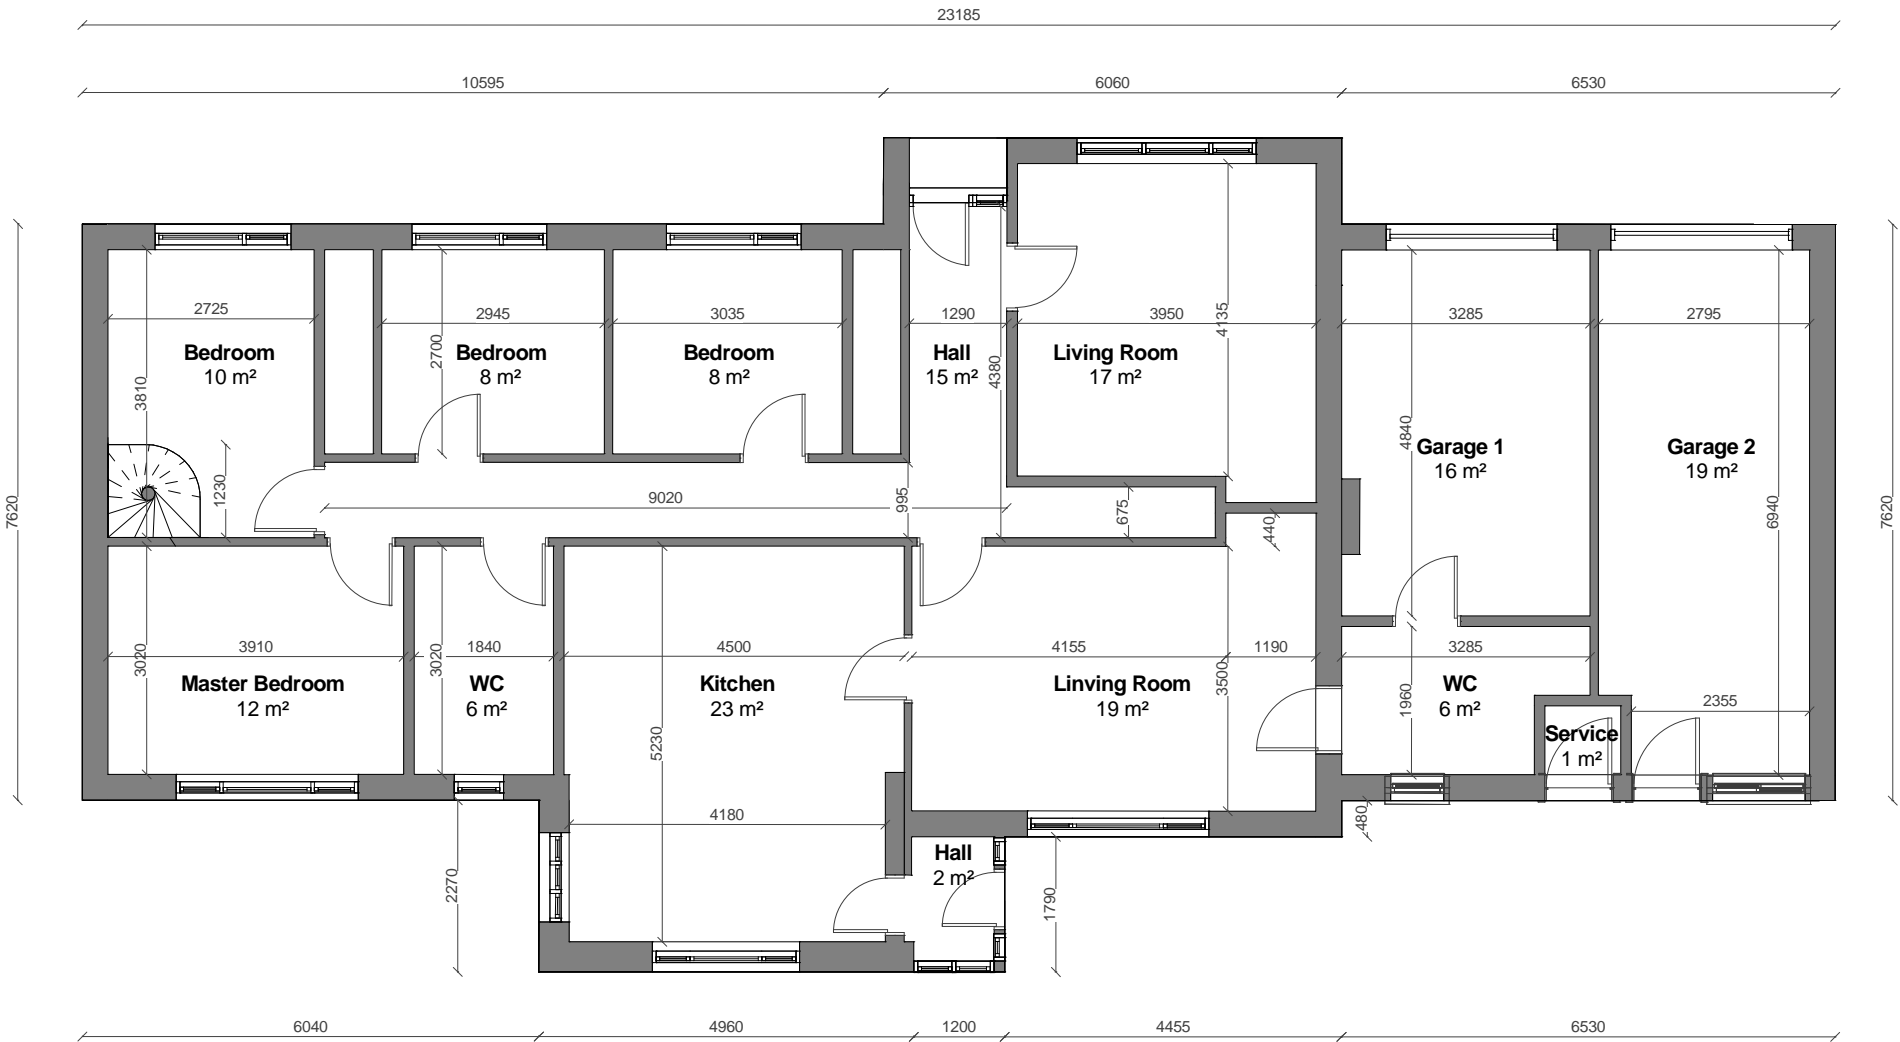 23185
10595
6060
6530
7620
2725
2945
3035
1290
3950
3285
2795
3810
2700
4380
4135
4840
6940
7620
Bedroom
10 m²
Bedroom
8 m²
Bedroom
8 m²
Hall
15 m²
Living Room
17 m²
Garage 1
16 m²
Garage 2
19 m²
1230
9020
995
675
440
3020
3910
3020
1840
4500
4155
1190
3500
3285
1960
2355
Master Bedroom
12 m²
WC
6 m²
Kitchen
23 m²
Linving Room
19 m²
WC
6 m²
Service
1 m²
5230
4180
480
Hall
2 m²
2270
1790
6040
4960
1200
4455
6530